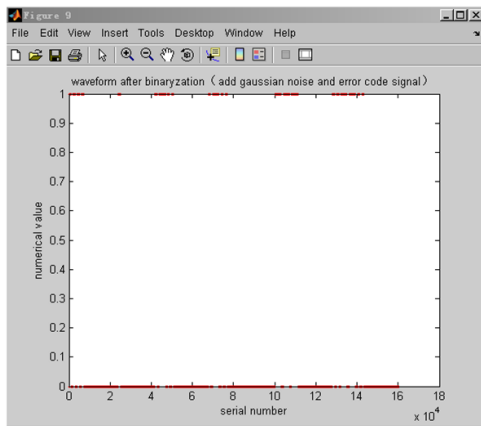 Figure 9
File Edit View Insert Tools Desktop Window Help
waveform after binaryzation（add gaussian noise and error code signal）
1
0.9
0.8
0.7
0.6
0.5
0.4
0.3
0.2
0.1
0
numerical value
0 2 4 6 8 10 12 14 16 18
serial number
x 10^4